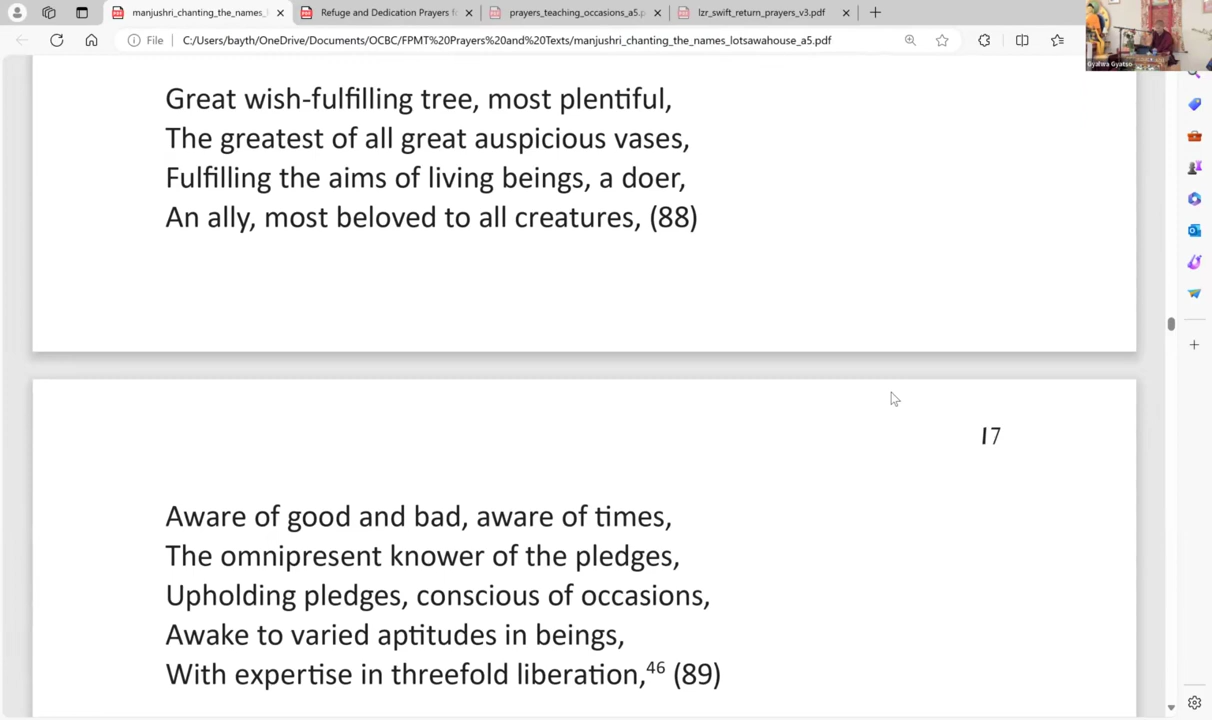 manjushri_chanting_the_names_l
Refuge and Dedication Prayers f
prayers_teaching_occasions_a5.p
lzr_swift_return_prayers_v3.pdf
File
C:/Users/bayth/OneDrive/Documents/OCBC/FPMT%20Prayers%20and%20Texts/manjushri_chanting_the_names_lotsawahouse_a5.pdf
Gyalwa Gyatso
Great wish-fulfilling tree, most plentiful,
The greatest of all great auspicious vases,
Fulfilling the aims of living beings, a doer,
An ally, most beloved to all creatures, (88)
17
Aware of good and bad, aware of times,
The omnipresent knower of the pledges,
Upholding pledges, conscious of occasions,
Awake to varied aptitudes in beings,
With expertise in threefold liberation,⁴⁶ (89)